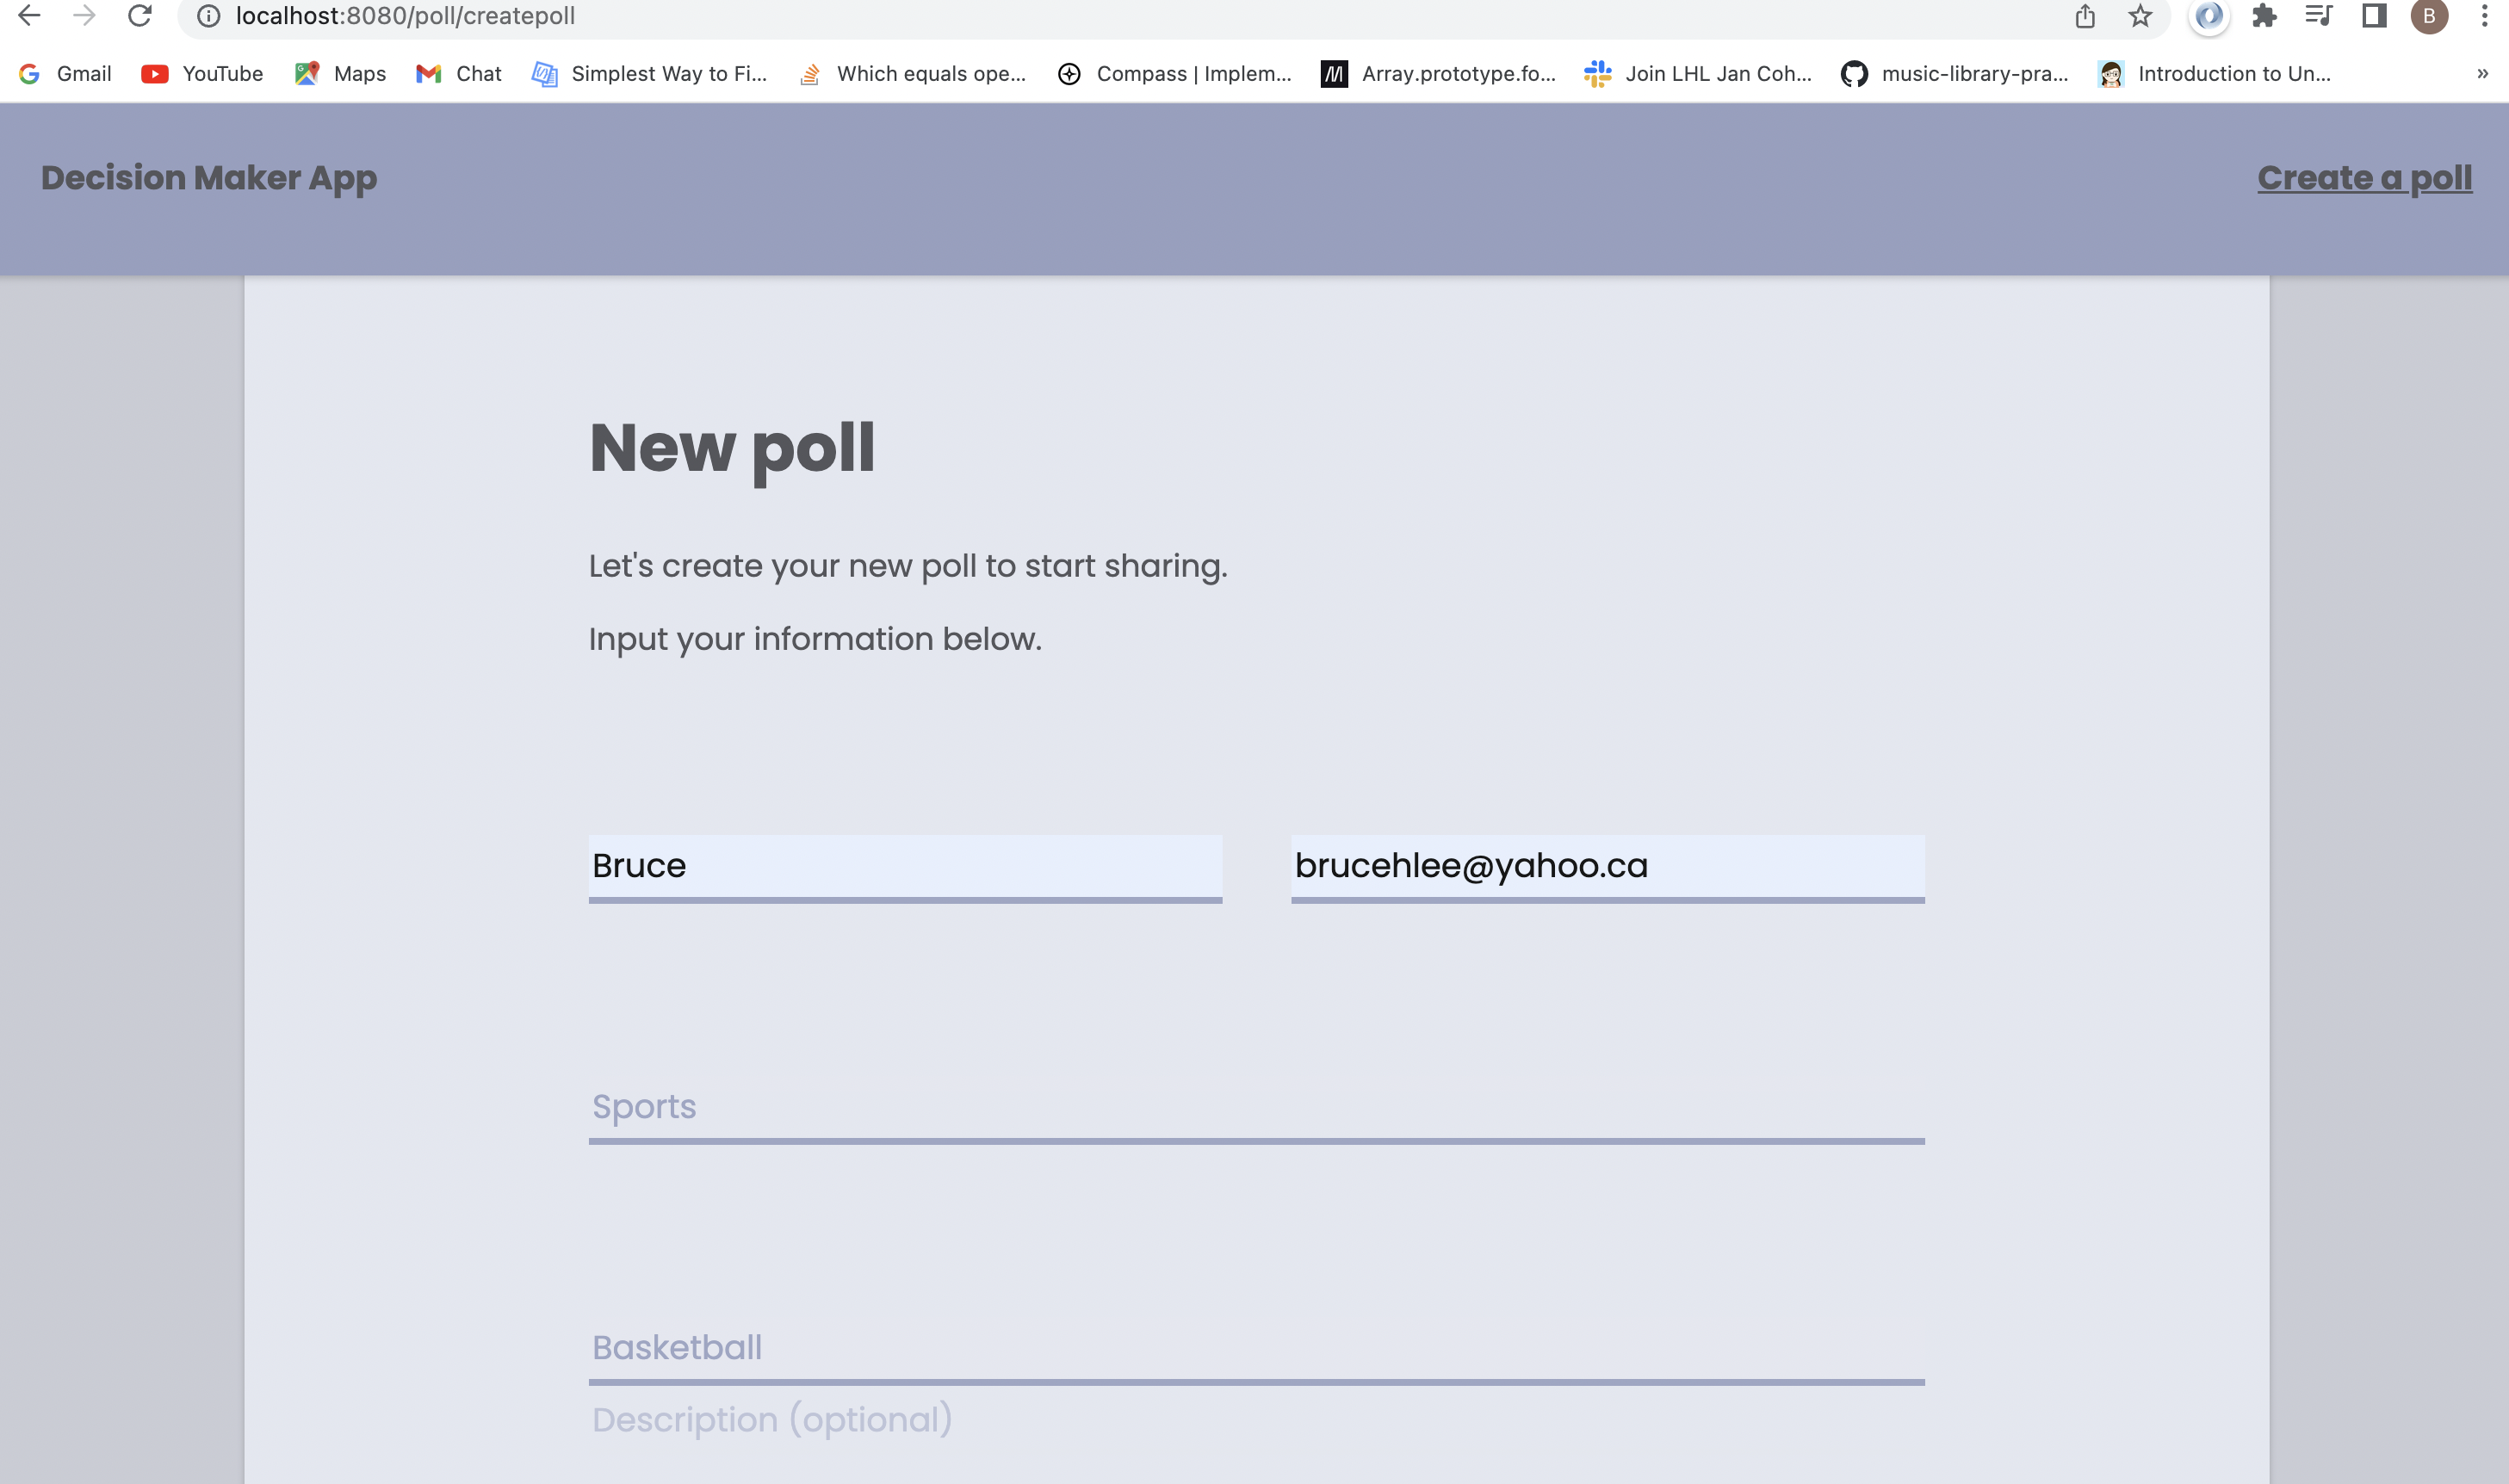 localhost:8080/poll/createpoll
B
Gmail YouTube Maps Chat Simplest Way to Fi... Which equals ope... Compass | Implem... Array.prototype.fo... Join LHL Jan Coh... music-library-pra... Introduction to Un... »
Decision Maker App Create a poll
New poll
Let's create your new poll to start sharing.
Input your information below.
Bruce brucehlee@yahoo.ca
Sports
Basketball
Description (optional)